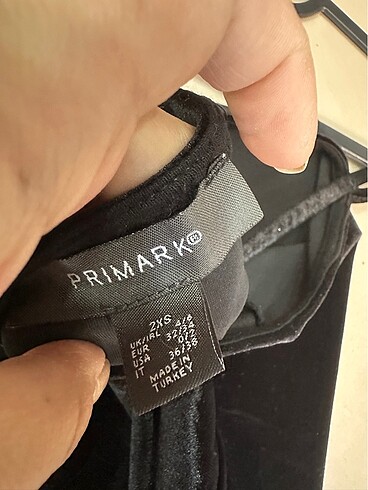 PRIMARK
2XS
UK/IRL 4/6
EUR 32/34
USA 0/2
IT 36/38
MADE IN
TURKEY